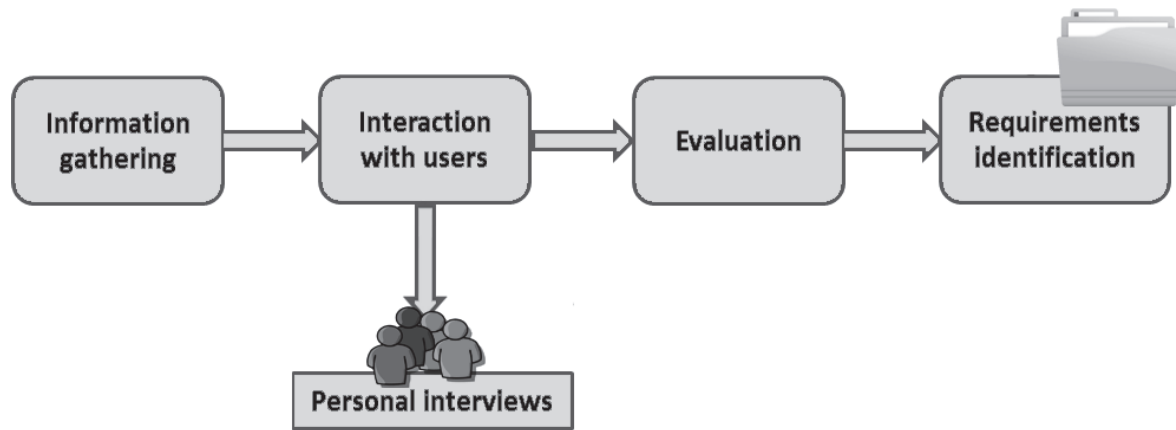 Information
gathering
Interaction
with users
Evaluation
Requirements
identification
Personal interviews